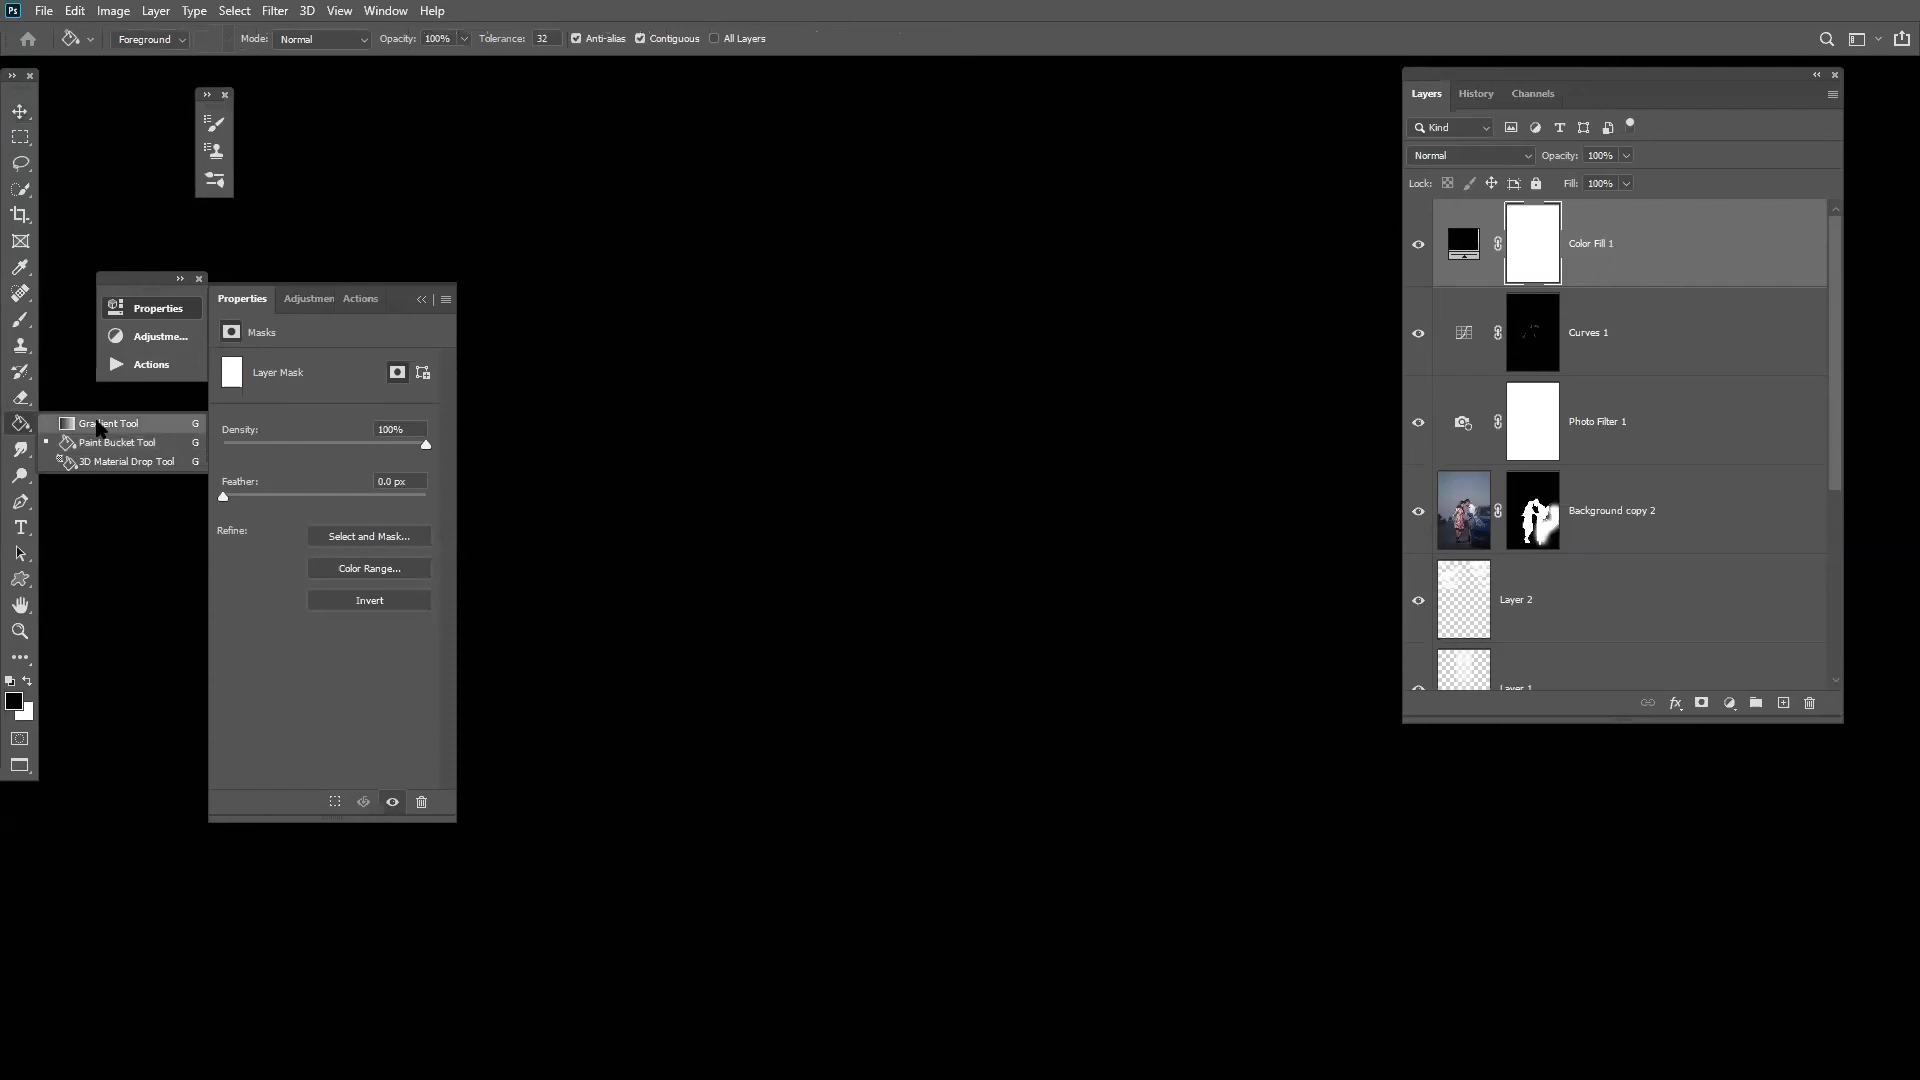 Ps File Edit Image Layer Type Select Filter 3D View Window Help
Foreground Mode: Normal Opacity: 100% Tolerance: 32 Anti-alias Contiguous All Layers
Layers History Channels
Kind
Normal Opacity: 100%
Lock: Fill: 100%
Color Fill 1
Curves 1
Photo Filter 1
Background copy 2
Layer 2
Layer 1
Properties
Adjustme...
Actions
Properties Adjustmen Actions
Masks
Layer Mask
Density: 100%
Feather: 0.0 px
Refine:
Select and Mask...
Color Range...
Invert
Gradient Tool G
Paint Bucket Tool G
3D Material Drop Tool G